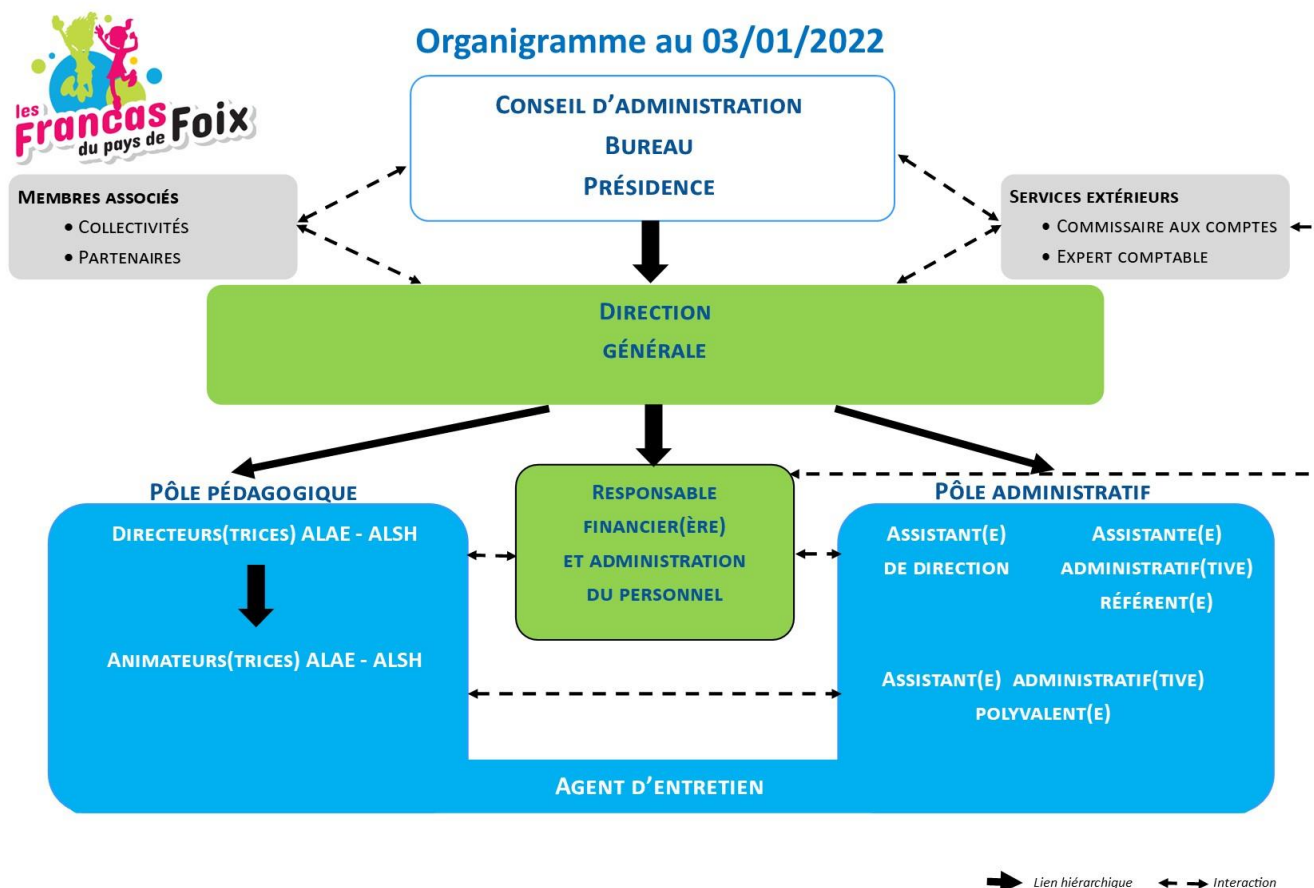 les
Francas
du pays de Foix
Organigramme au 03/01/2022
CONSEIL D'ADMINISTRATION
BUREAU
PRÉSIDENCE
MEMBRES ASSOCIÉS
• COLLECTIVITÉS
• PARTENAIRES
SERVICES EXTÉRIEURS
• COMMISSAIRE AUX COMPTES
• EXPERT COMPTABLE
DIRECTION
GÉNÉRALE
PÔLE PÉDAGOGIQUE
DIRECTEURS(TRICES) ALAE - ALSH
ANIMATEURS(TRICES) ALAE - ALSH
RESPONSABLE
FINANCIER(ÈRE)
ET ADMINISTRATION
DU PERSONNEL
PÔLE ADMINISTRATIF
ASSISTANT(E)
DE DIRECTION
ASSISTANTE(E)
ADMINISTRATIF(TIVE)
RÉFÉRENT(E)
ASSISTANT(E) ADMINISTRATIF(TIVE)
POLYVALENT(E)
AGENT D'ENTRETIEN
Lien hiérarchique
Interaction